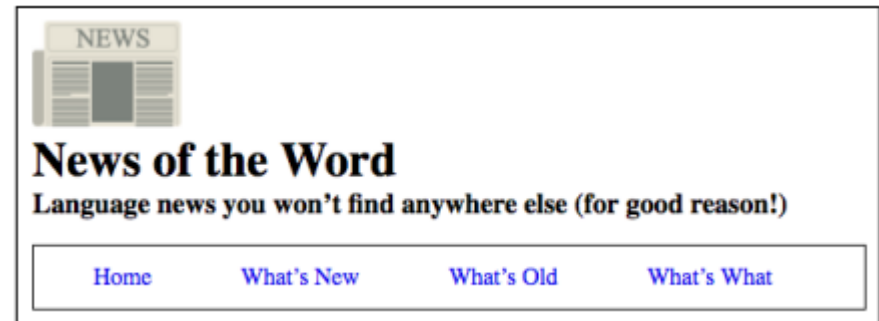 NEWS
News of the Word
Language news you won’t find anywhere else (for good reason!)
Home What’s New What’s Old What’s What